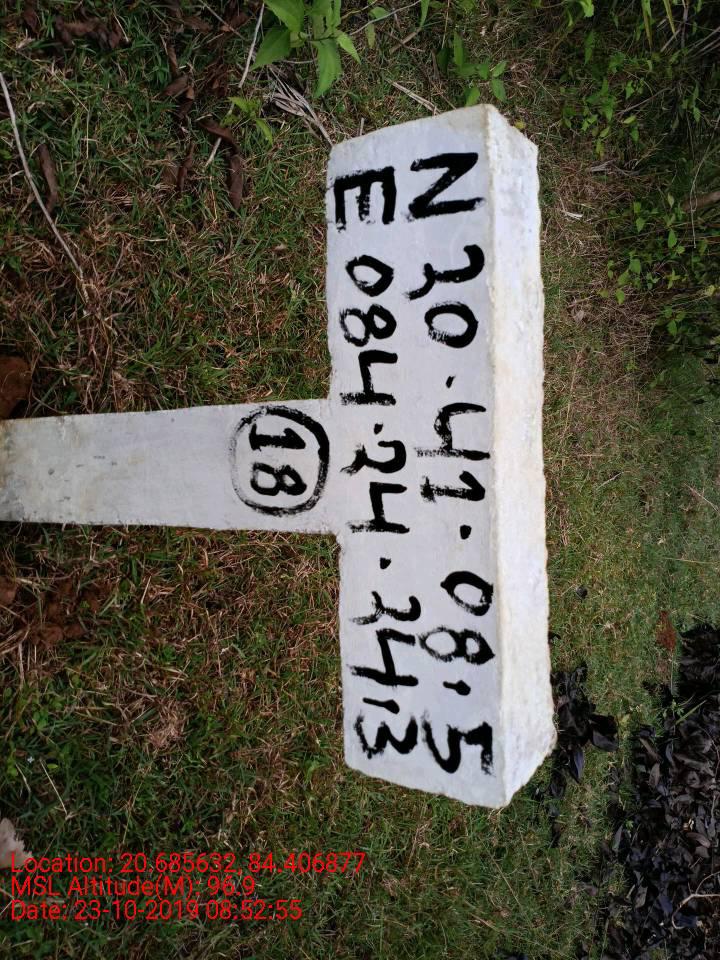 N 20.41.08.5
E 084.24.24.3
18
Location: 20.685632, 84.406877
MSL Altitude(M): 96.9
Date: 23-10-2019 08:52:55